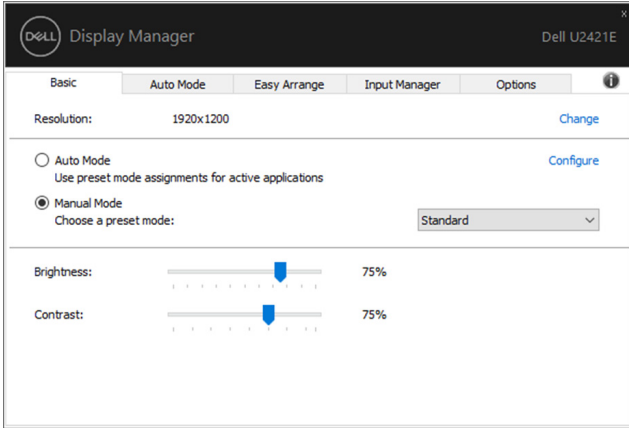 x
DELL Display Manager Dell U2421E
Basic Auto Mode Easy Arrange Input Manager Options i
Resolution: 1920x1200 Change
Auto Mode Configure
Use preset mode assignments for active applications
Manual Mode
Choose a preset mode: Standard
Brightness: 75%
Contrast: 75%